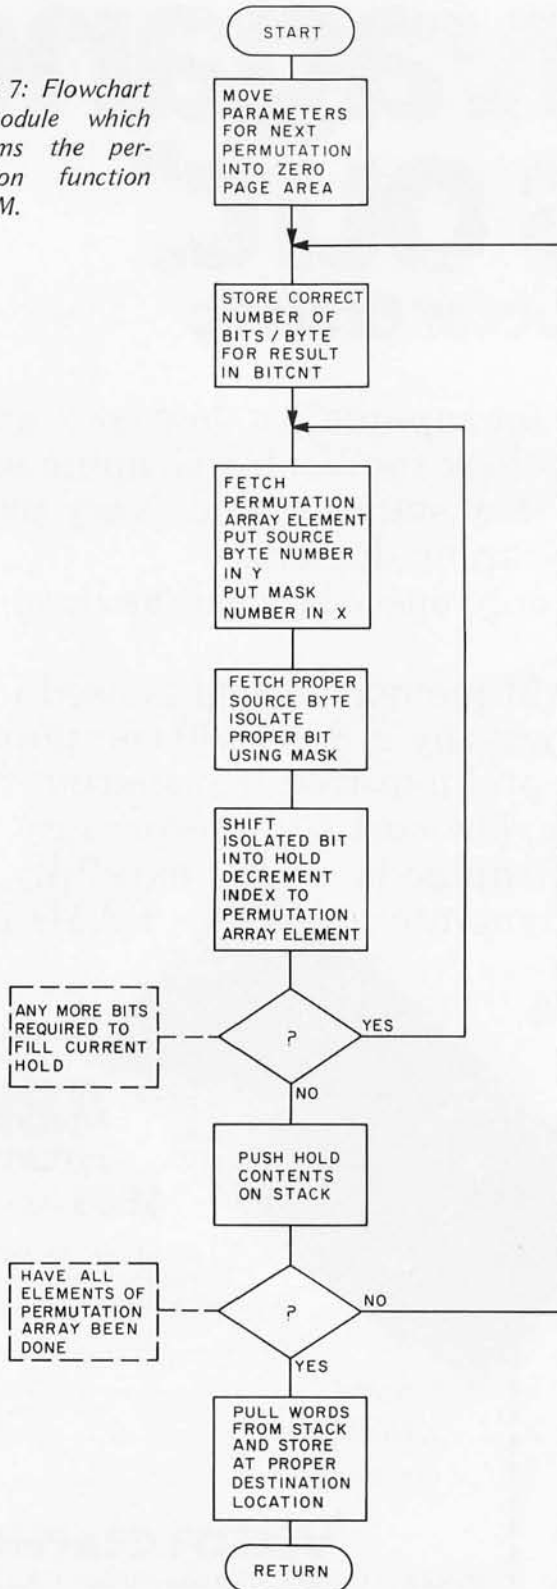 7: Flowchart
which
the per-
function
START
MOVE
PARAMETERS
FOR NEXT
PERMUTATION
INTO ZERO
PAGE AREA
STORE CORRECT
NUMBER OF
BITS / BYTE
FOR RESULT
IN BITCNT
FETCH
PERMUTATION
ARRAY ELEMENT
PUT SOURCE
BYTE NUMBER
IN Y
PUT MASK
NUMBER IN X
FETCH PROPER
SOURCE BYTE
ISOLATE
PROPER BIT
USING MASK
SHIFT
ISOLATED BIT
INTO HOLD
DECREMENT
INDEX TO
PERMUTATION
ARRAY ELEMENT
ANY MORE BITS
REQUIRED TO
FILL CURRENT
HOLD
?
YES
NO
PUSH HOLD
CONTENTS
ON STACK
HAVE ALL
ELEMENTS OF
PERMUTATION
ARRAY BEEN
DONE
?
NO
YES
PULL WORDS
FROM STACK
AND STORE
AT PROPER
DESTINATION
LOCATION
RETURN